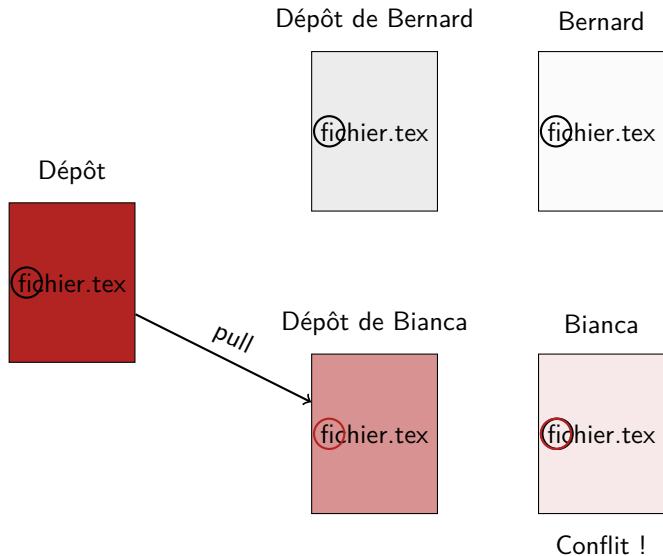 Dépôt de Bernard
Bernard
fichier.tex
fichier.tex
Dépôt
fichier.tex
pull
Dépôt de Bianca
Bianca
fichier.tex
fichier.tex
Conflit !